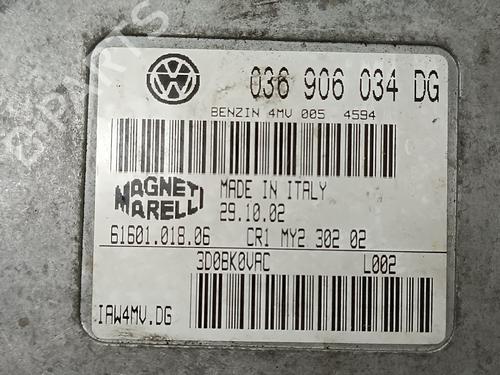 036 906 034 DG
BENZIN 4MV 005 4594
MAGNETI MARELLI
MADE IN ITALY
29.10.02
61601.018.06 CR1 MY2 302 02
3D0BK0VAC L002
IAW4MV.DG